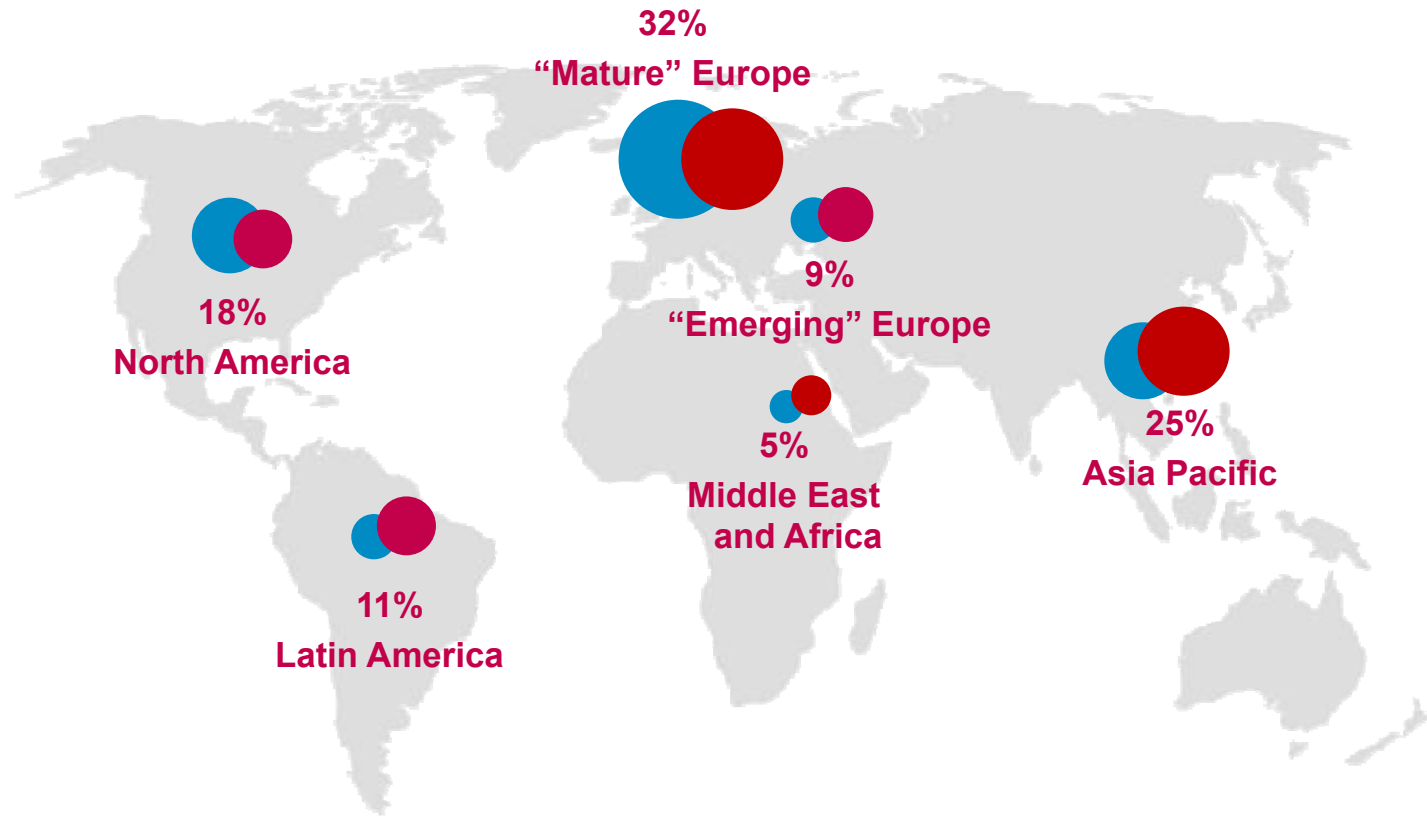 32%
“Mature” Europe
9%
“Emerging” Europe
18%
North America
25%
Asia Pacific
5%
Middle East
and Africa
11%
Latin America